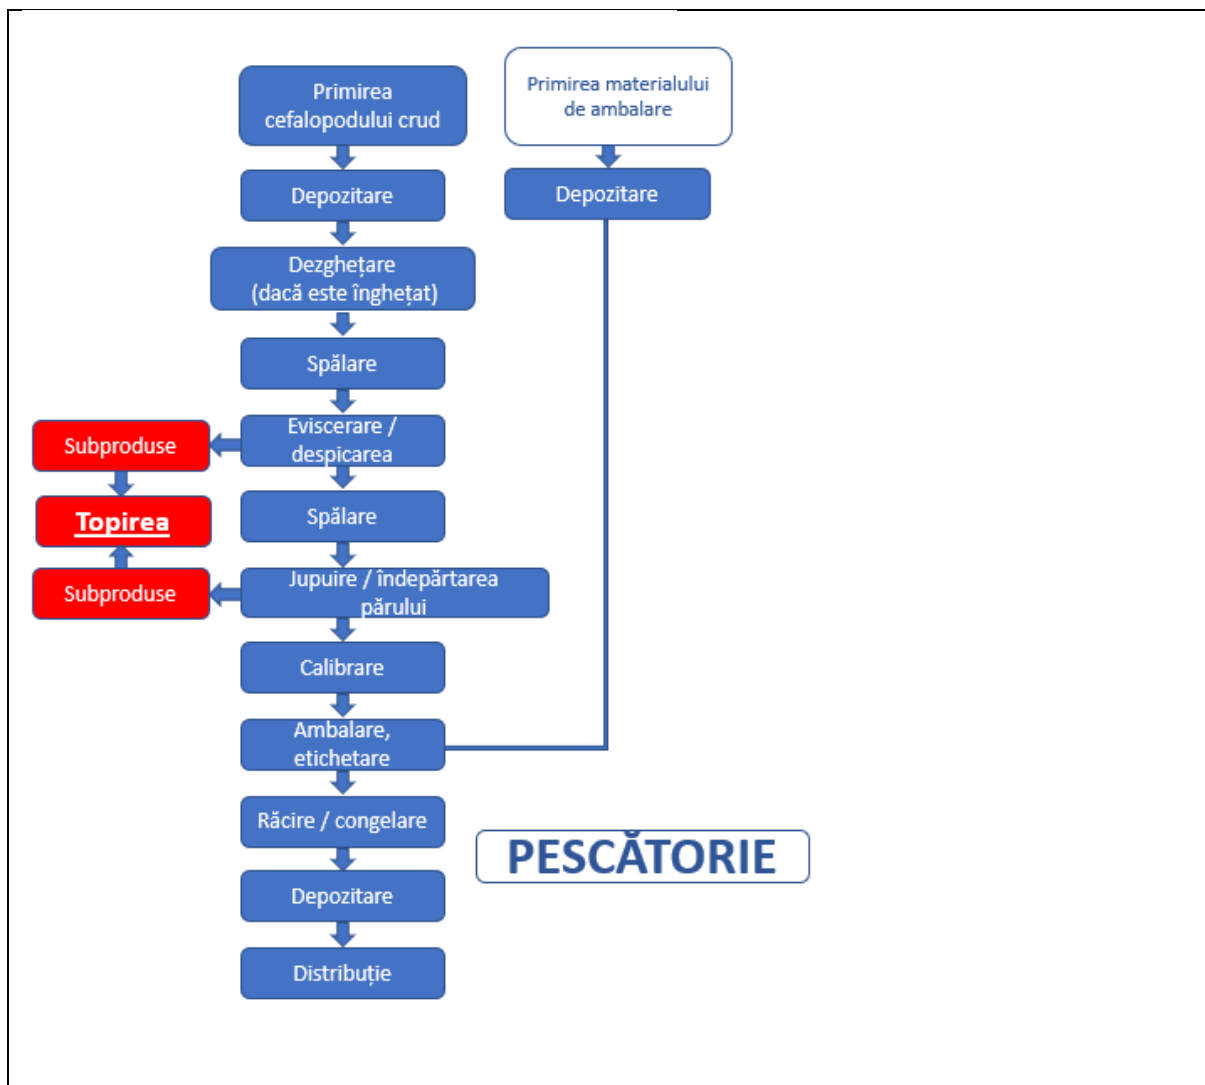 Primirea
cefalopodului crud
Primirea materialului
de ambalare
Depozitare
Depozitare
Dezghețare
(dacă este înghețat)
Spălare
Eviscerare /
despicarea
Subproduse
Topirea
Spălare
Subproduse
Jupuire / îndepărtarea
părului
Calibrare
Ambalare,
etichetare
Răcire / congelare
PESCĂTORIE
Depozitare
Distribuție